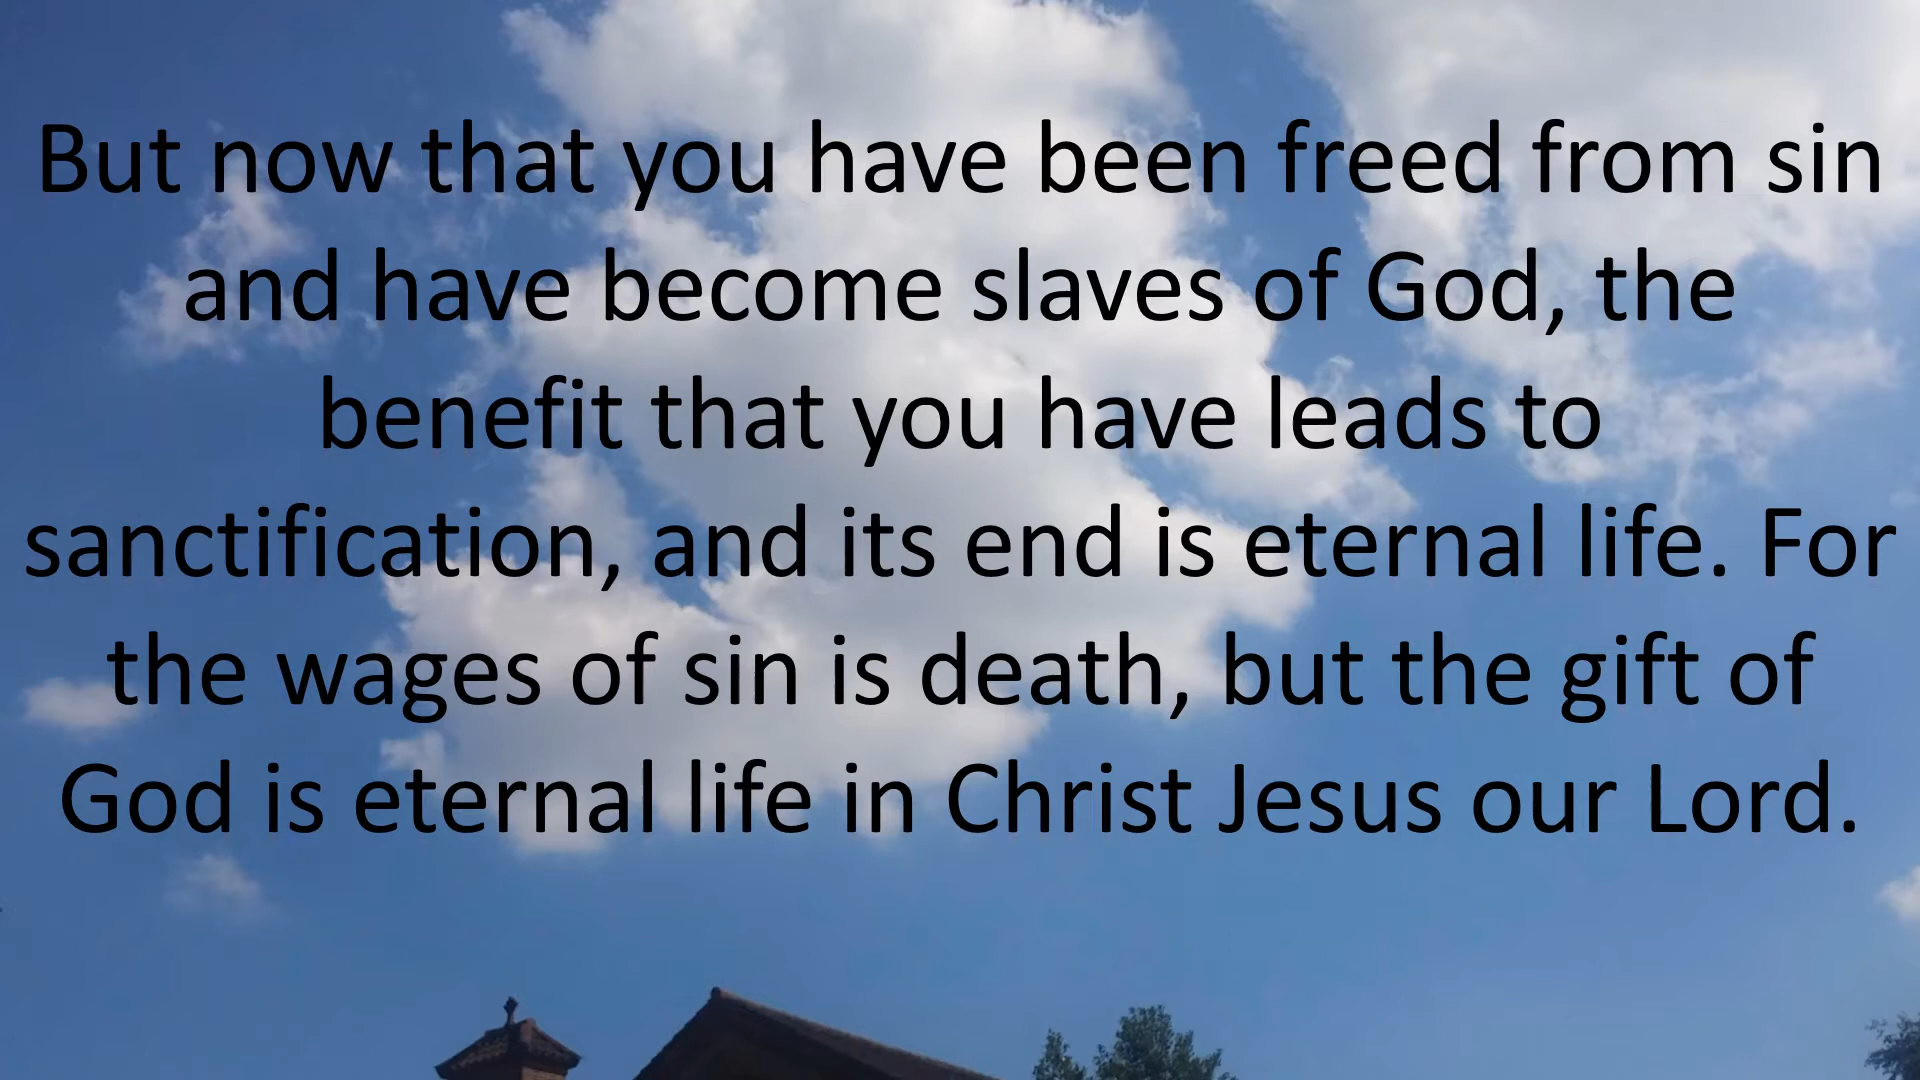 But now that you have been freed from sin
and have become slaves of God, the
benefit that you have leads to
sanctification, and its end is eternal life. For
the wages of sin is death, but the gift of
God is eternal life in Christ Jesus our Lord.